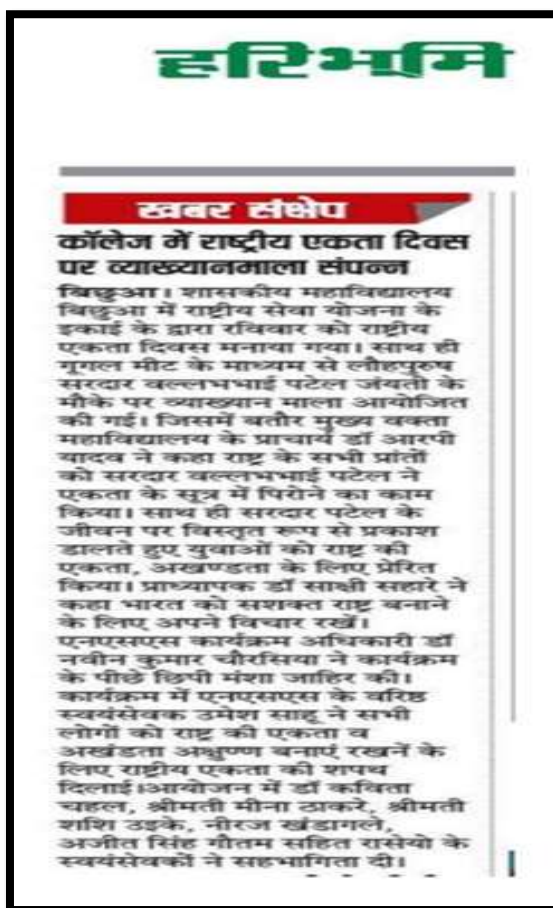 हरिभूमि
खबर संक्षेप
कॉलेज में राष्ट्रीय एकता दिवस
पर व्याख्यानमाला संपन्न
बिछुआ। शासकीय महाविद्यालय
बिछुआ में राष्ट्रीय सेवा योजना के
इकाई के द्वारा रविवार को राष्ट्रीय
एकता दिवस मनाया गया। साथ ही
गूगल मीट के माध्यम से लौहपुरुष
सरदार वल्लभभाई पटेल जंयती के
मौके पर व्याख्यान माला आयोजित
की गई। जिसमें बतौर मुख्य वक्ता
महाविद्यालय के प्राचार्य डॉ आरपी
यादव ने कहा राष्ट्र के सभी प्रांतों
को सरदार वल्लभभाई पटेल ने
एकता के सूत्र में पिरोने का काम
किया। साथ ही सरदार पटेल के
जीवन पर विस्तृत रूप से प्रकाश
डालते हुए युवाओं को राष्ट्र की
एकता, अखण्डता के लिए प्रेरित
किया। प्राध्यापक डॉ साक्षी सहारे ने
कहा भारत को सशक्त राष्ट्र बनाने
के लिए अपने विचार रखें।
एनएसएस कार्यक्रम अधिकारी डॉ
नवीन कुमार चौरसिया ने कार्यक्रम
के पीछे छिपी मंशा जाहिर की।
कार्यक्रम में एनएसएस के वरिष्ठ
स्वयंसेवक उमेश साहू ने सभी
लोगों को राष्ट्र की एकता व
अखंडता अक्षुण्ण बनाएं रखनें के
लिए राष्ट्रीय एकता की शपथ
दिलाई।आयोजन में डॉ कविता
चहल, श्रीमती मीना ठाकरे, श्रीमती
शशि उइके, नीरज खंडागले,
अजीत सिंह गौतम सहित रासेयो के
स्वयंसेवकों ने सहभागिता दी।